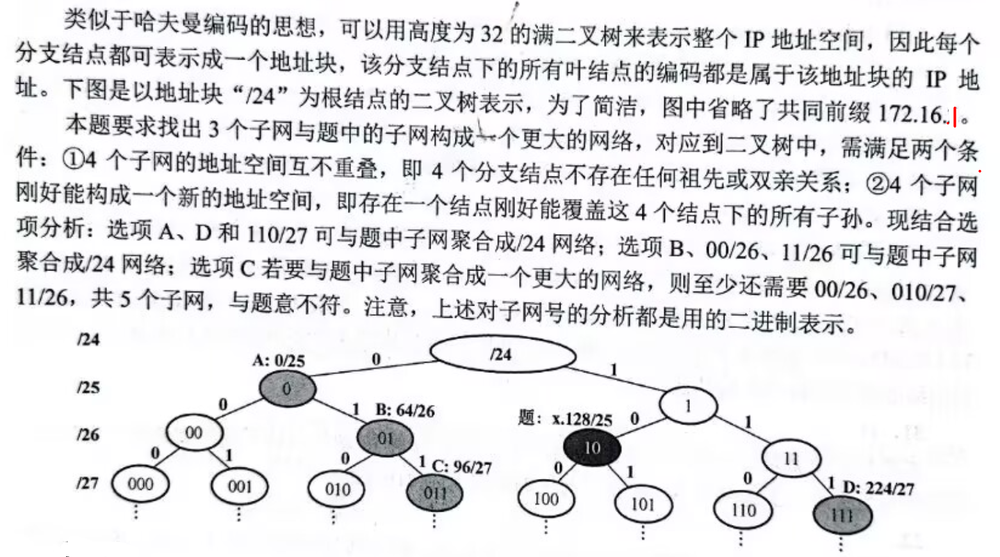 类似于哈夫曼编码的思想，可以用高度为 32 的满二叉树来表示整个 IP 地址空间，因此每个
分支结点都可表示成一个地址块，该分支结点下的所有叶结点的编码都是属于该地址块的 IP 地
址。下图是以地址块“/24”为根结点的二叉树表示，为了简洁，图中省略了共同前缀 172.16.。
本题要求找出 3 个子网与题中的子网构成一个更大的网络，对应到二叉树中，需满足两个条
件：①4 个子网的地址空间互不重叠，即 4 个分支结点不存在任何祖先或双亲关系；②4 个子网
刚好能构成一个新的地址空间，即存在一个结点刚好能覆盖这 4 个结点下的所有子孙。现结合选
项分析：选项 A、D 和 110/27 可与题中子网聚合成/24 网络；选项 B、00/26、11/26 可与题中子网
聚合成/24 网络；选项 C 若要与题中子网聚合成一个更大的网络，则至少还需要 00/26、010/27、
11/26，共 5 个子网，与题意不符。注意，上述对子网号的分析都是用的二进制表示。
/24
/24
A: 0/25
0
1
/25
0
1
0
1
B: 64/26
题：x.128/25
0
1
/26
00
01
10
11
0
1
0
1
C: 96/27
0
1
0
1
D: 224/27
/27
000
001
010
011
100
101
110
111